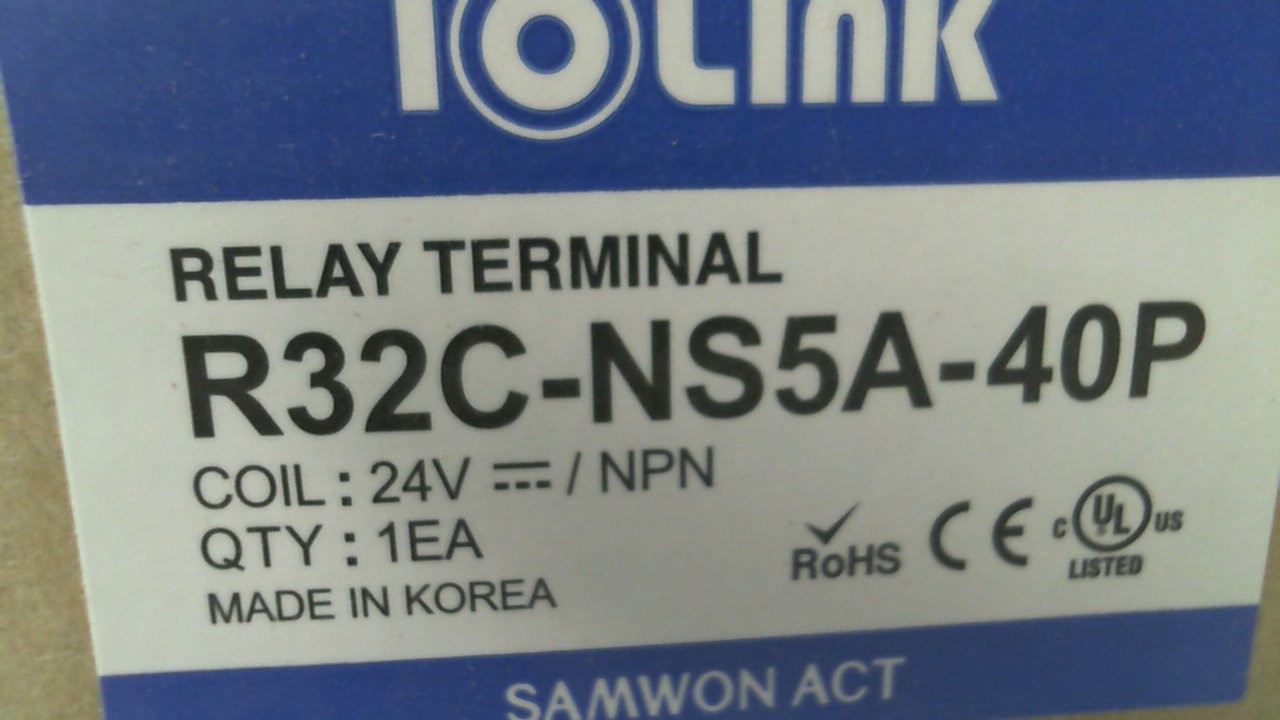 IOLINK
RELAY TERMINAL
R32C-NS5A-40P
COIL : 24V ⎓ / NPN
QTY : 1EA
MADE IN KOREA
RoHS CE C UL US
LISTED
SAMWON ACT